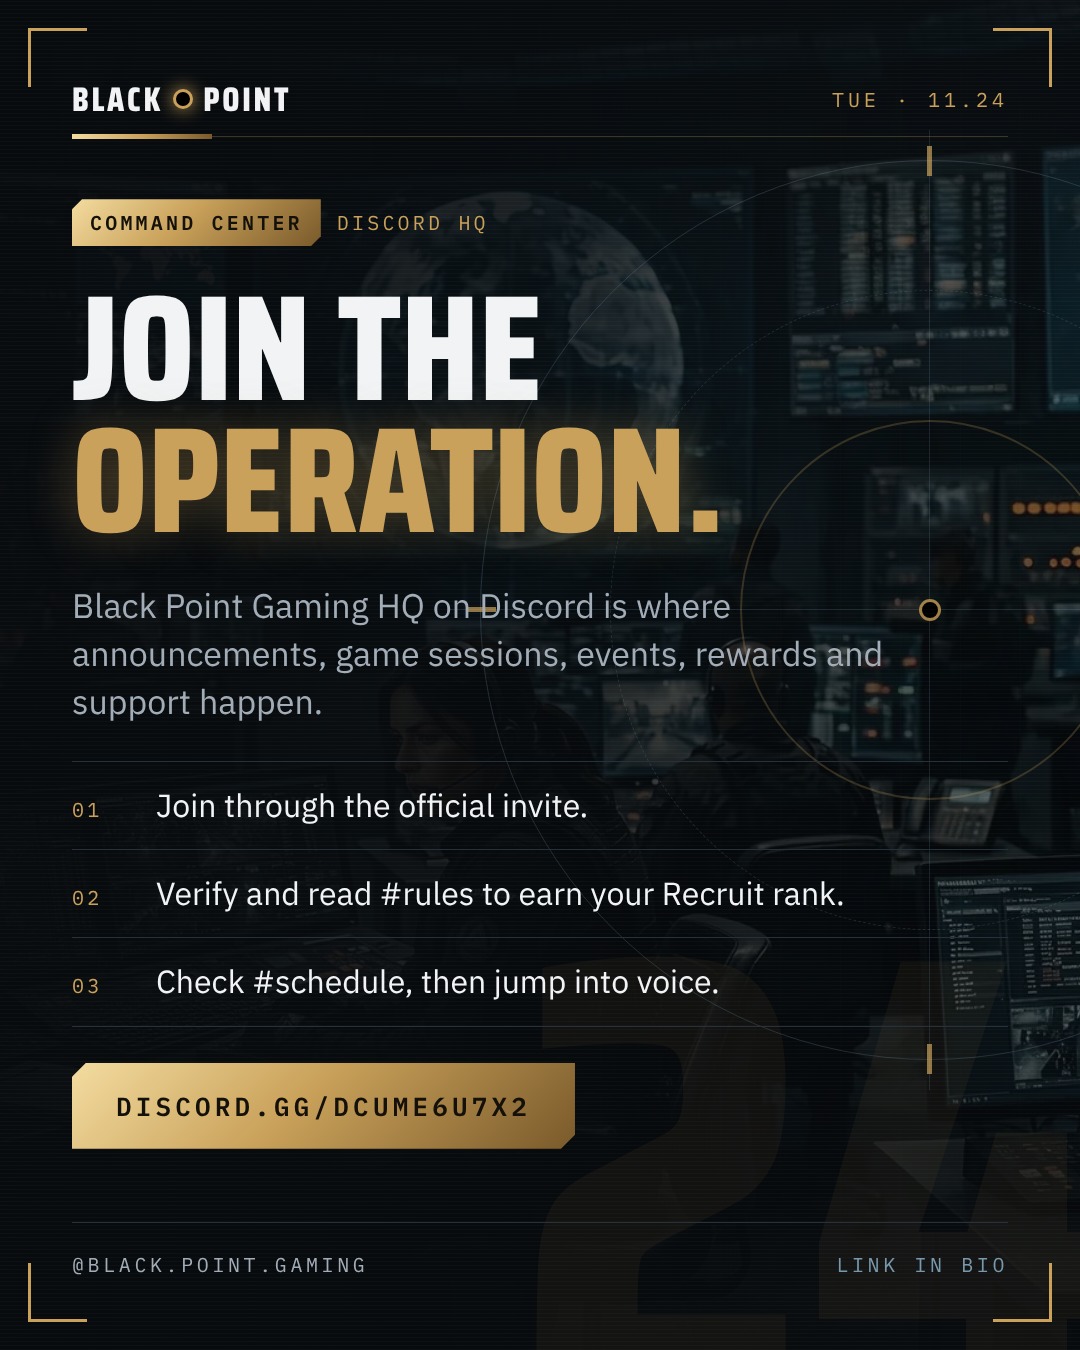 BLACK POINT
TUE · 11.24
COMMAND CENTER
DISCORD HQ
JOIN THE
OPERATION.
Black Point Gaming HQ on Discord is where
announcements, game sessions, events, rewards and
support happen.
01 Join through the official invite.
02 Verify and read #rules to earn your Recruit rank.
03 Check #schedule, then jump into voice.
DISCORD.GG/DCUME6U7X2
24
@BLACK.POINT.GAMING
LINK IN BIO